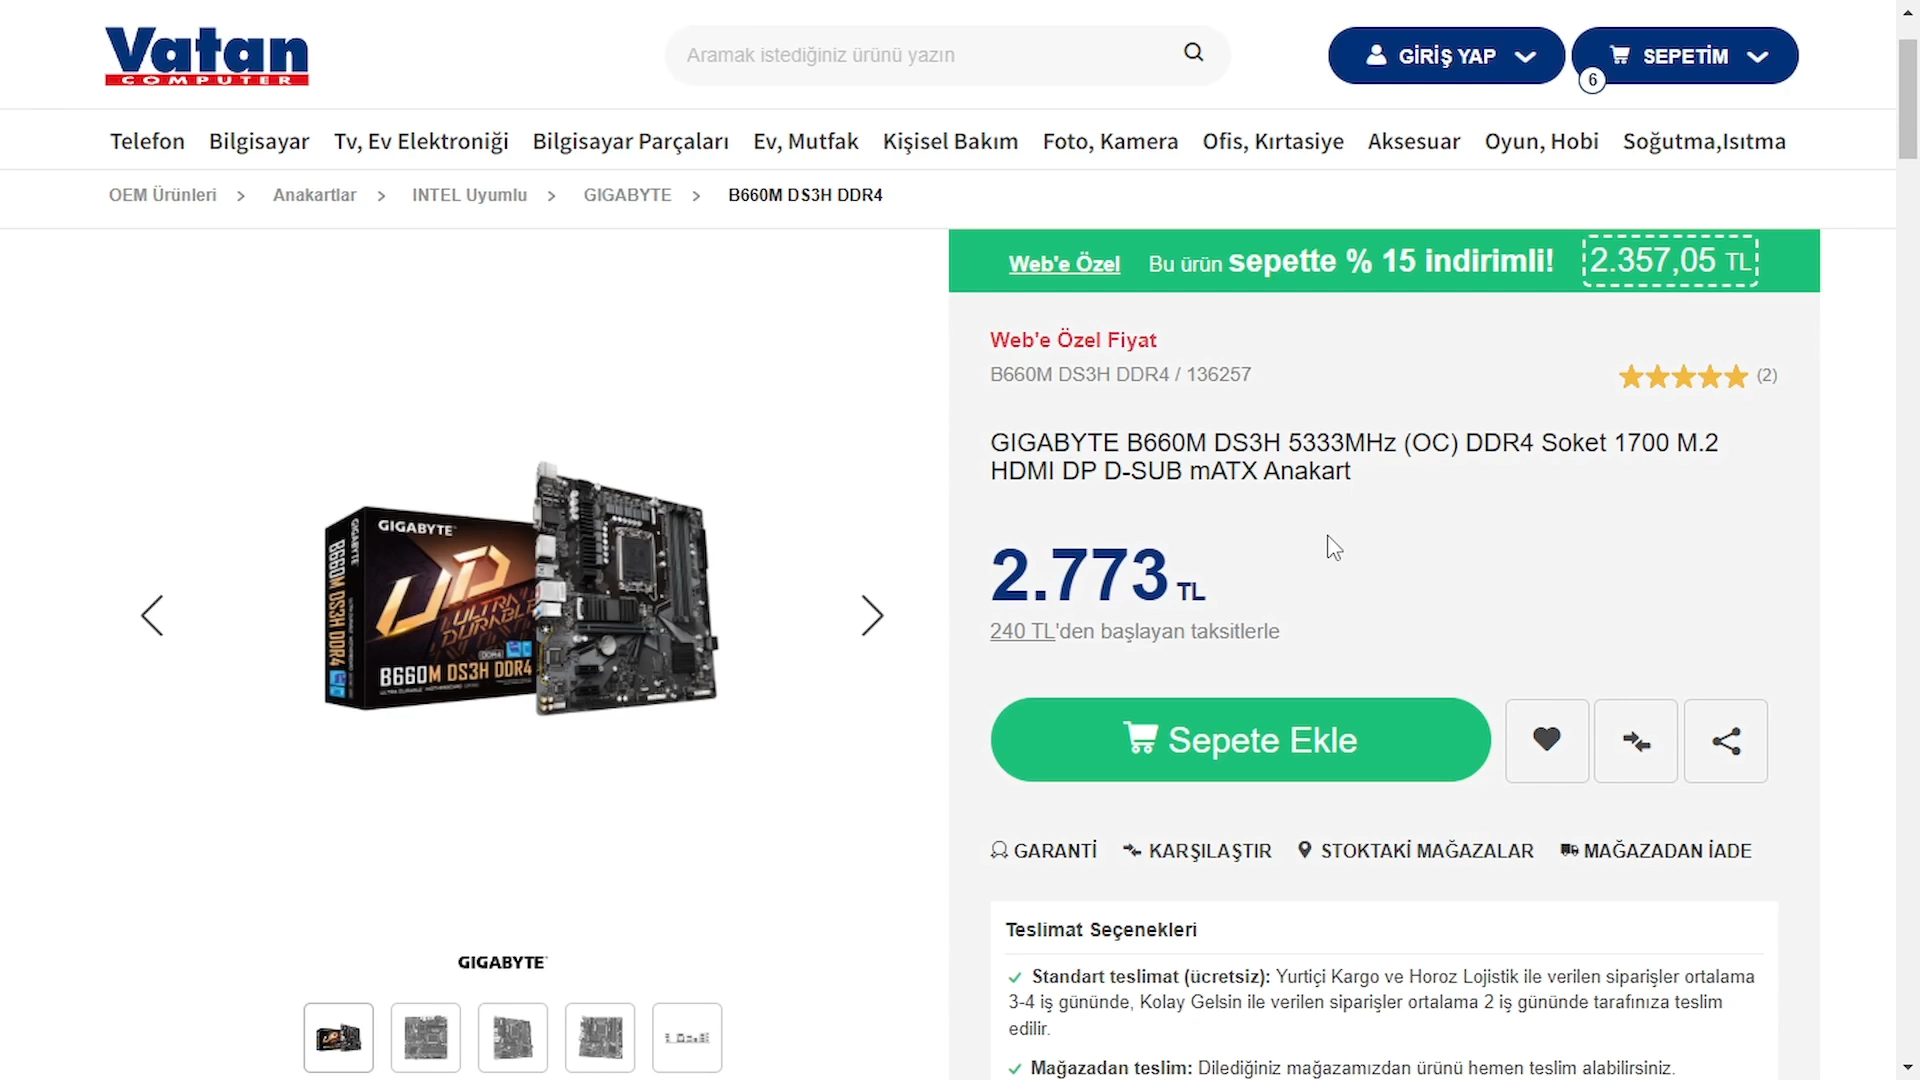 Vatan
COMPUTER
Aramak istediğiniz ürünü yazın
GİRİŞ YAP
SEPETİM
6
Telefon Bilgisayar Tv, Ev Elektroniği Bilgisayar Parçaları Ev, Mutfak Kişisel Bakım Foto, Kamera Ofis, Kırtasiye Aksesuar Oyun, Hobi Soğutma,Isıtma
OEM Ürünleri > Anakartlar > INTEL Uyumlu > GIGABYTE > B660M DS3H DDR4
Web'e Özel Bu ürün sepette % 15 indirimli! 2.357,05 TL
Web'e Özel Fiyat
B660M DS3H DDR4 / 136257
(2)
GIGABYTE B660M DS3H 5333MHz (OC) DDR4 Soket 1700 M.2
HDMI DP D-SUB mATX Anakart
2.773 TL
240 TL'den başlayan taksitlerle
Sepete Ekle
GARANTİ KARŞILAŞTIR STOKTAKİ MAĞAZALAR MAĞAZADAN İADE
Teslimat Seçenekleri
Standart teslimat (ücretsiz): Yurtiçi Kargo ve Horoz Lojistik ile verilen siparişler ortalama
3-4 iş gününde, Kolay Gelsin ile verilen siparişler ortalama 2 iş gününde tarafınıza teslim
edilir.
Mağazadan teslim: Dilediğiniz mağazamızdan ürünü hemen teslim alabilirsiniz.
GIGABYTE
GIGABYTE
B660M DS3H DDR4
UD
ULTRA
DURABLE
DDR4
B660M DS3H DDR4
GIGABYTE